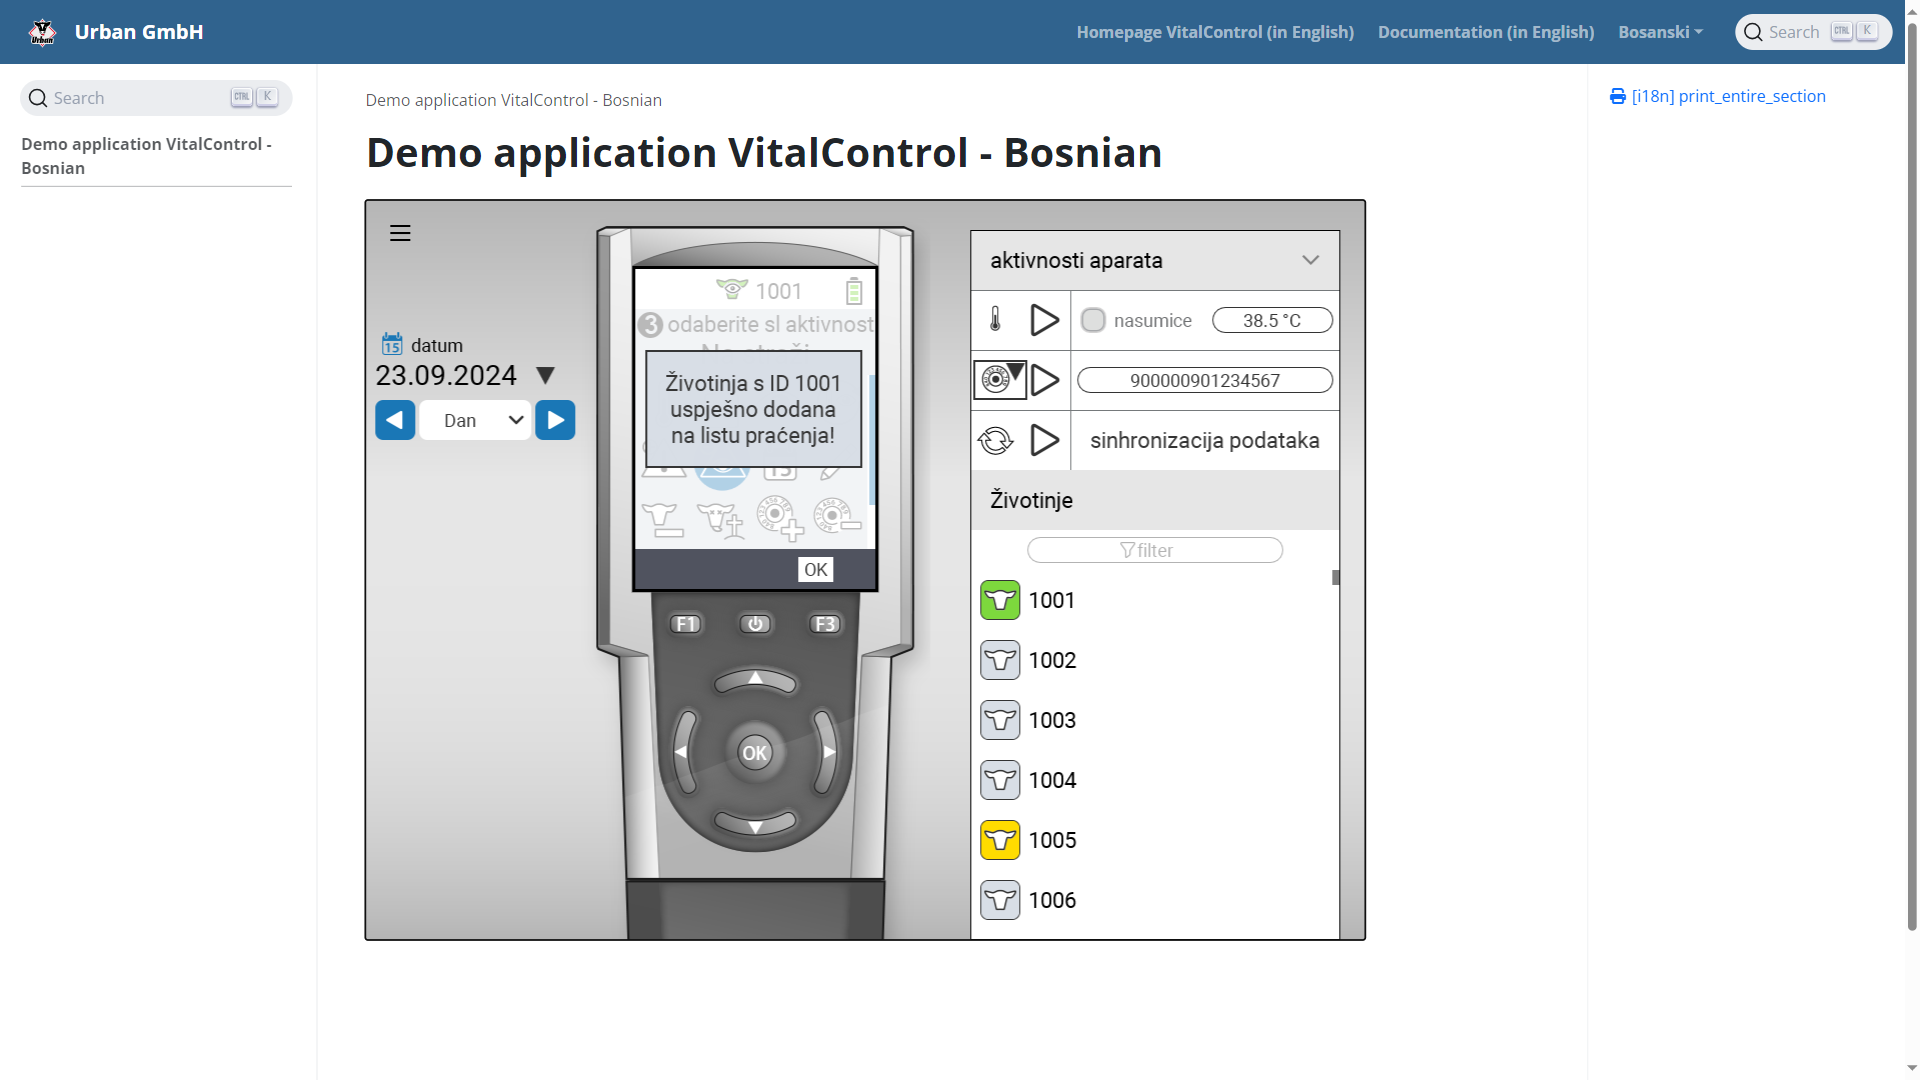 Urban GmbH
Homepage VitalControl (in English)
Documentation (in English)
Bosanski
Search CTRL K
Search CTRL K
Demo application VitalControl -
Bosnian
Demo application VitalControl - Bosnian
Demo application VitalControl - Bosnian
[i18n] print_entire_section
15 datum
23.09.2024
Dan
1001
3 odaberite sl aktivnost
Životinja s ID 1001
uspješno dodana
na listu praćenja!
OK
F1
F3
OK
aktivnosti aparata
nasumice
38.5 °C
900000901234567
sinhronizacija podataka
Životinje
filter
1001
1002
1003
1004
1005
1006